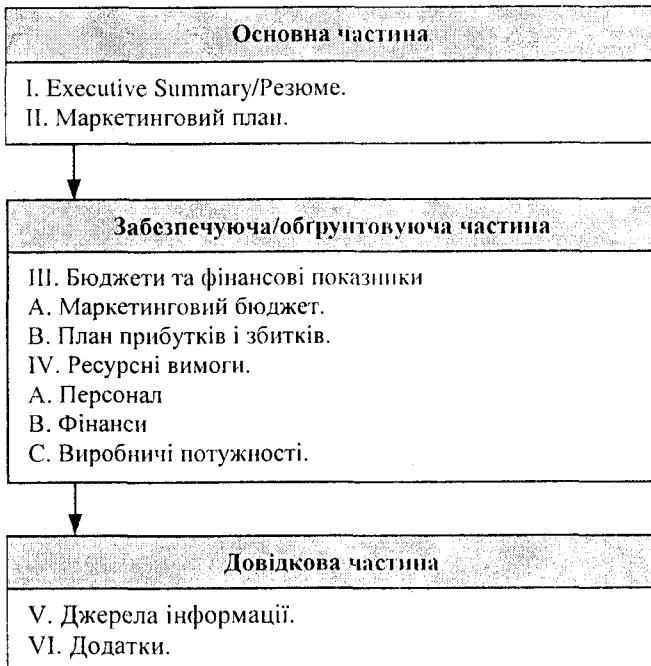 Основна частина
I. Executive Summary/Резюме.
II. Маркетинговий план.
Забезпечуюча/обґрунтовуюча частина
III. Бюджети та фінансові показники
A. Маркетинговий бюджет.
B. План прибутків і збитків.
IV. Ресурсні вимоги.
A. Персонал
B. Фінанси
C. Виробничі потужності.
Довідкова частина
V. Джерела інформації.
VI. Додатки.